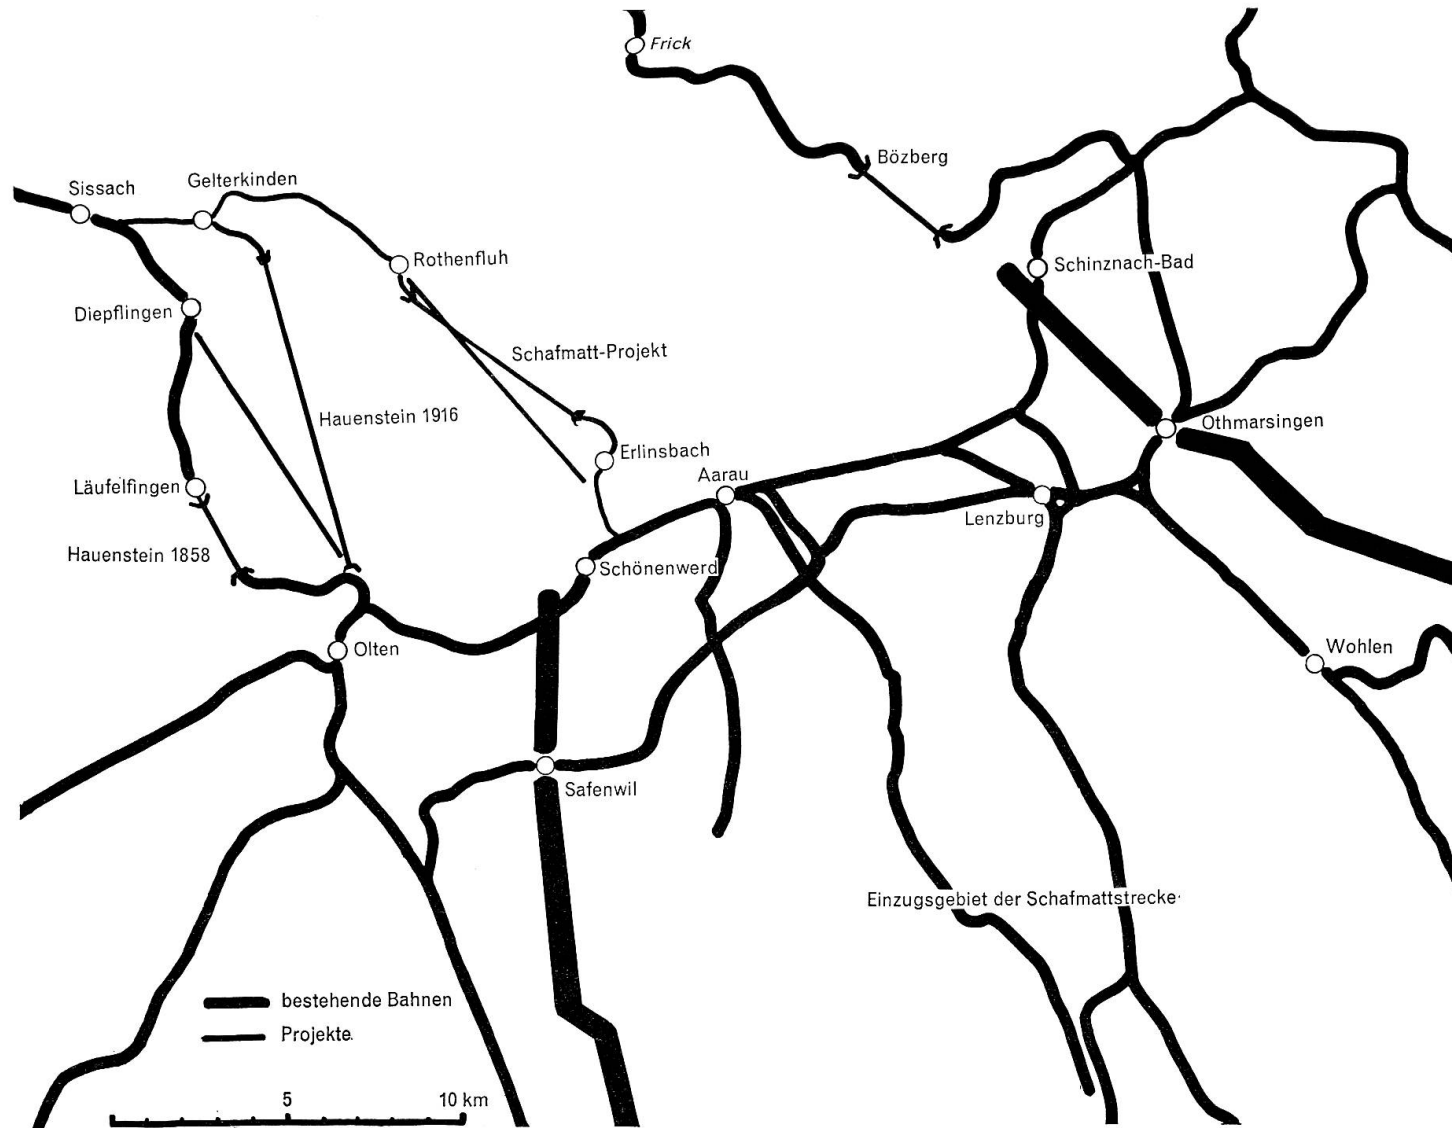 Frick
Bözberg
Sissach
Gelterkinden
Rothenfluh
Schinznach-Bad
Diepflingen
Schafmatt-Projekt
Hauenstein 1916
Othmarsingen
Erlinsbach
Aarau
Läufelfingen
Lenzburg
Hauenstein 1858
Schönenwerd
Olten
Wohlen
Safenwil
Einzugsgebiet der Schafmattstrecke
bestehende Bahnen
Projekte
5 10 km